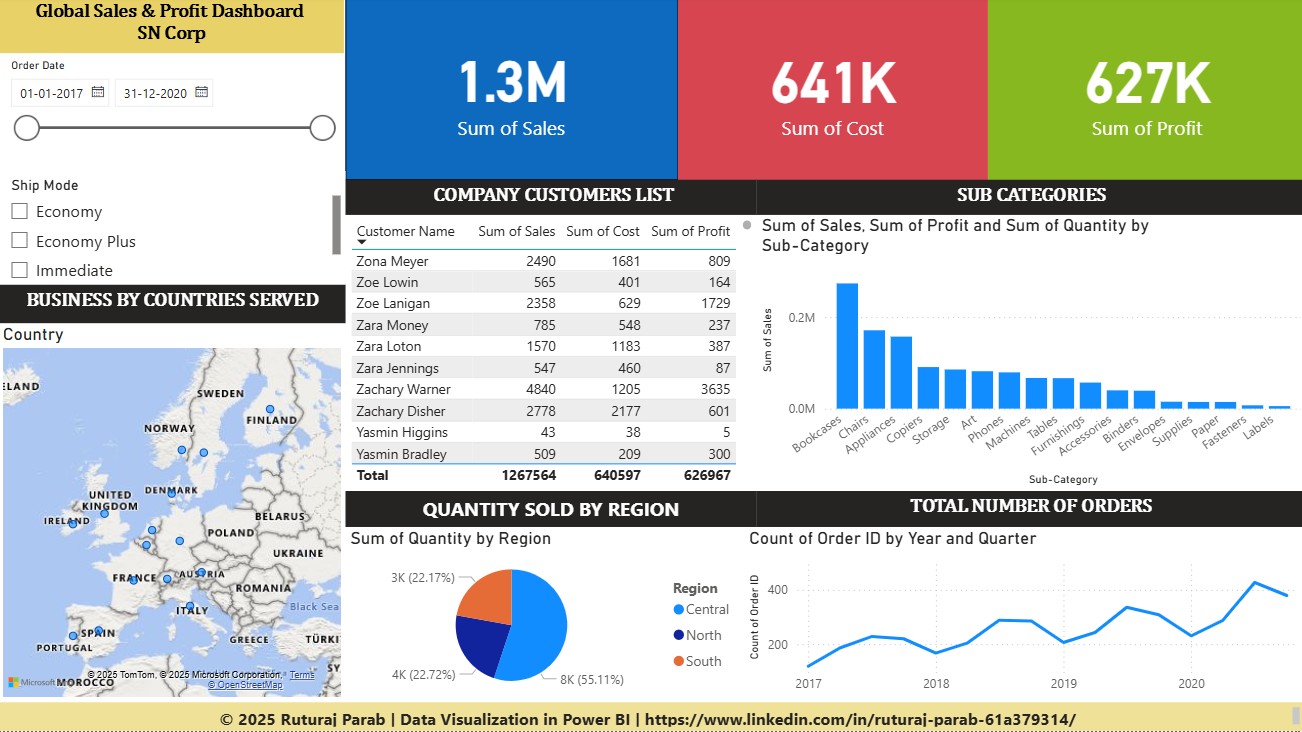 Global Sales & Profit Dashboard
SN Corp
Order Date
01-01-2017
31-12-2020
Ship Mode
Economy
Economy Plus
Immediate
1.3M
Sum of Sales
641K
Sum of Cost
627K
Sum of Profit
BUSINESS BY COUNTRIES SERVED
Country
ELAND
SWEDEN
FINLAND
NORWAY
DENMARK
UNITED
KINGDOM
IRELAND
BELARUS
POLAND
UKRAINE
FRANCE
AUSTRIA
ROMANIA
ITALY
Black Sea
SPAIN
PORTUGAL
GREECE
TÜRKI
SY
MOROCCO
Microsoft
© 2025 TomTom, © 2025 Microsoft Corporation, Terms
© OpenStreetMap
COMPANY CUSTOMERS LIST
Customer Name Sum of Sales Sum of Cost Sum of Profit
Zona Meyer 2490 1681 809
Zoe Lowin 565 401 164
Zoe Lanigan 2358 629 1729
Zara Money 785 548 237
Zara Loton 1570 1183 387
Zara Jennings 547 460 87
Zachary Warner 4840 1205 3635
Zachary Disher 2778 2177 601
Yasmin Higgins 43 38 5
Yasmin Bradley 509 209 300
Total 1267564 640597 626967
SUB CATEGORIES
Sum of Sales, Sum of Profit and Sum of Quantity by
Sub-Category
Sum of Sales
0.2M
0.0M
Bookcases
Chairs
Appliances
Copiers
Storage
Art
Phones
Machines
Tables
Furnishings
Accessories
Binders
Envelopes
Supplies
Paper
Fasteners
Labels
Sub-Category
QUANTITY SOLD BY REGION
Sum of Quantity by Region
3K (22.17%)
4K (22.72%)
8K (55.11%)
Region
Central
North
South
TOTAL NUMBER OF ORDERS
Count of Order ID by Year and Quarter
Count of Order ID
400
200
2017
2018
2019
2020
© 2025 Ruturaj Parab | Data Visualization in Power BI | https://www.linkedin.com/in/ruturaj-parab-61a379314/